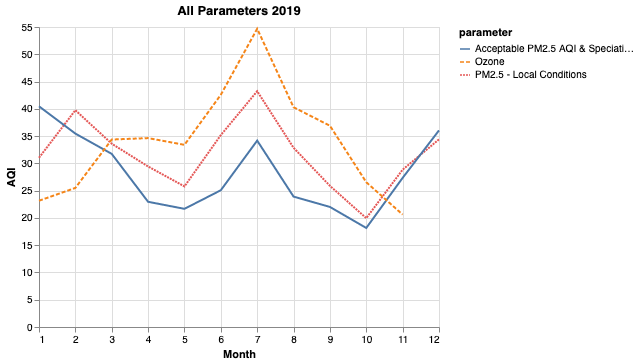 All Parameters 2019
parameter
Acceptable PM2.5 AQI & Speciati…
Ozone
PM2.5 - Local Conditions
AQI
55
50
45
40
35
30
25
20
15
10
5
0
1 2 3 4 5 6 7 8 9 10 11 12
Month